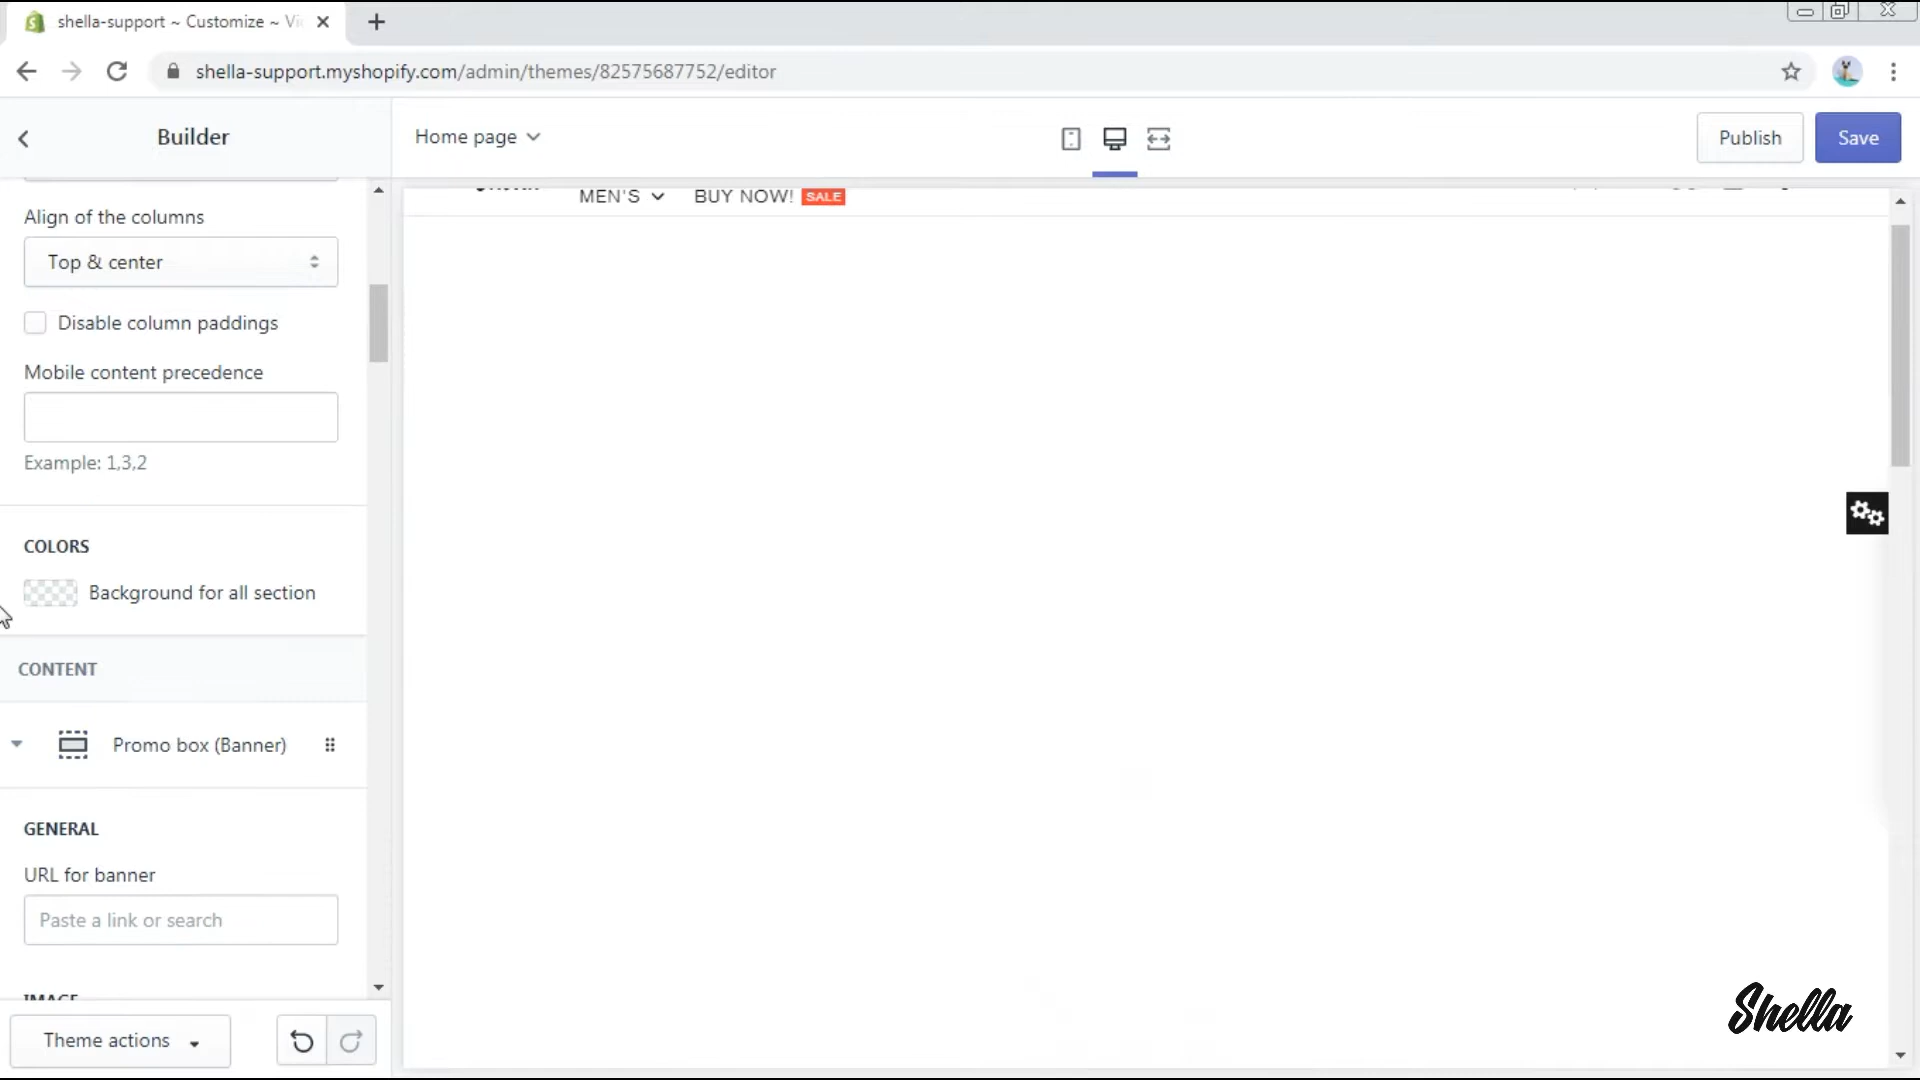 shella-support ~ Customize ~ Vi
shella-support.myshopify.com/admin/themes/82575687752/editor
Builder
Home page
Publish
Save
MEN'S
BUY NOW!
SALE
Align of the columns
Top & center
Disable column paddings
Mobile content precedence
Example: 1,3,2
COLORS
Background for all section
CONTENT
Promo box (Banner)
GENERAL
URL for banner
Paste a link or search
IMAGE
Theme actions
Shella